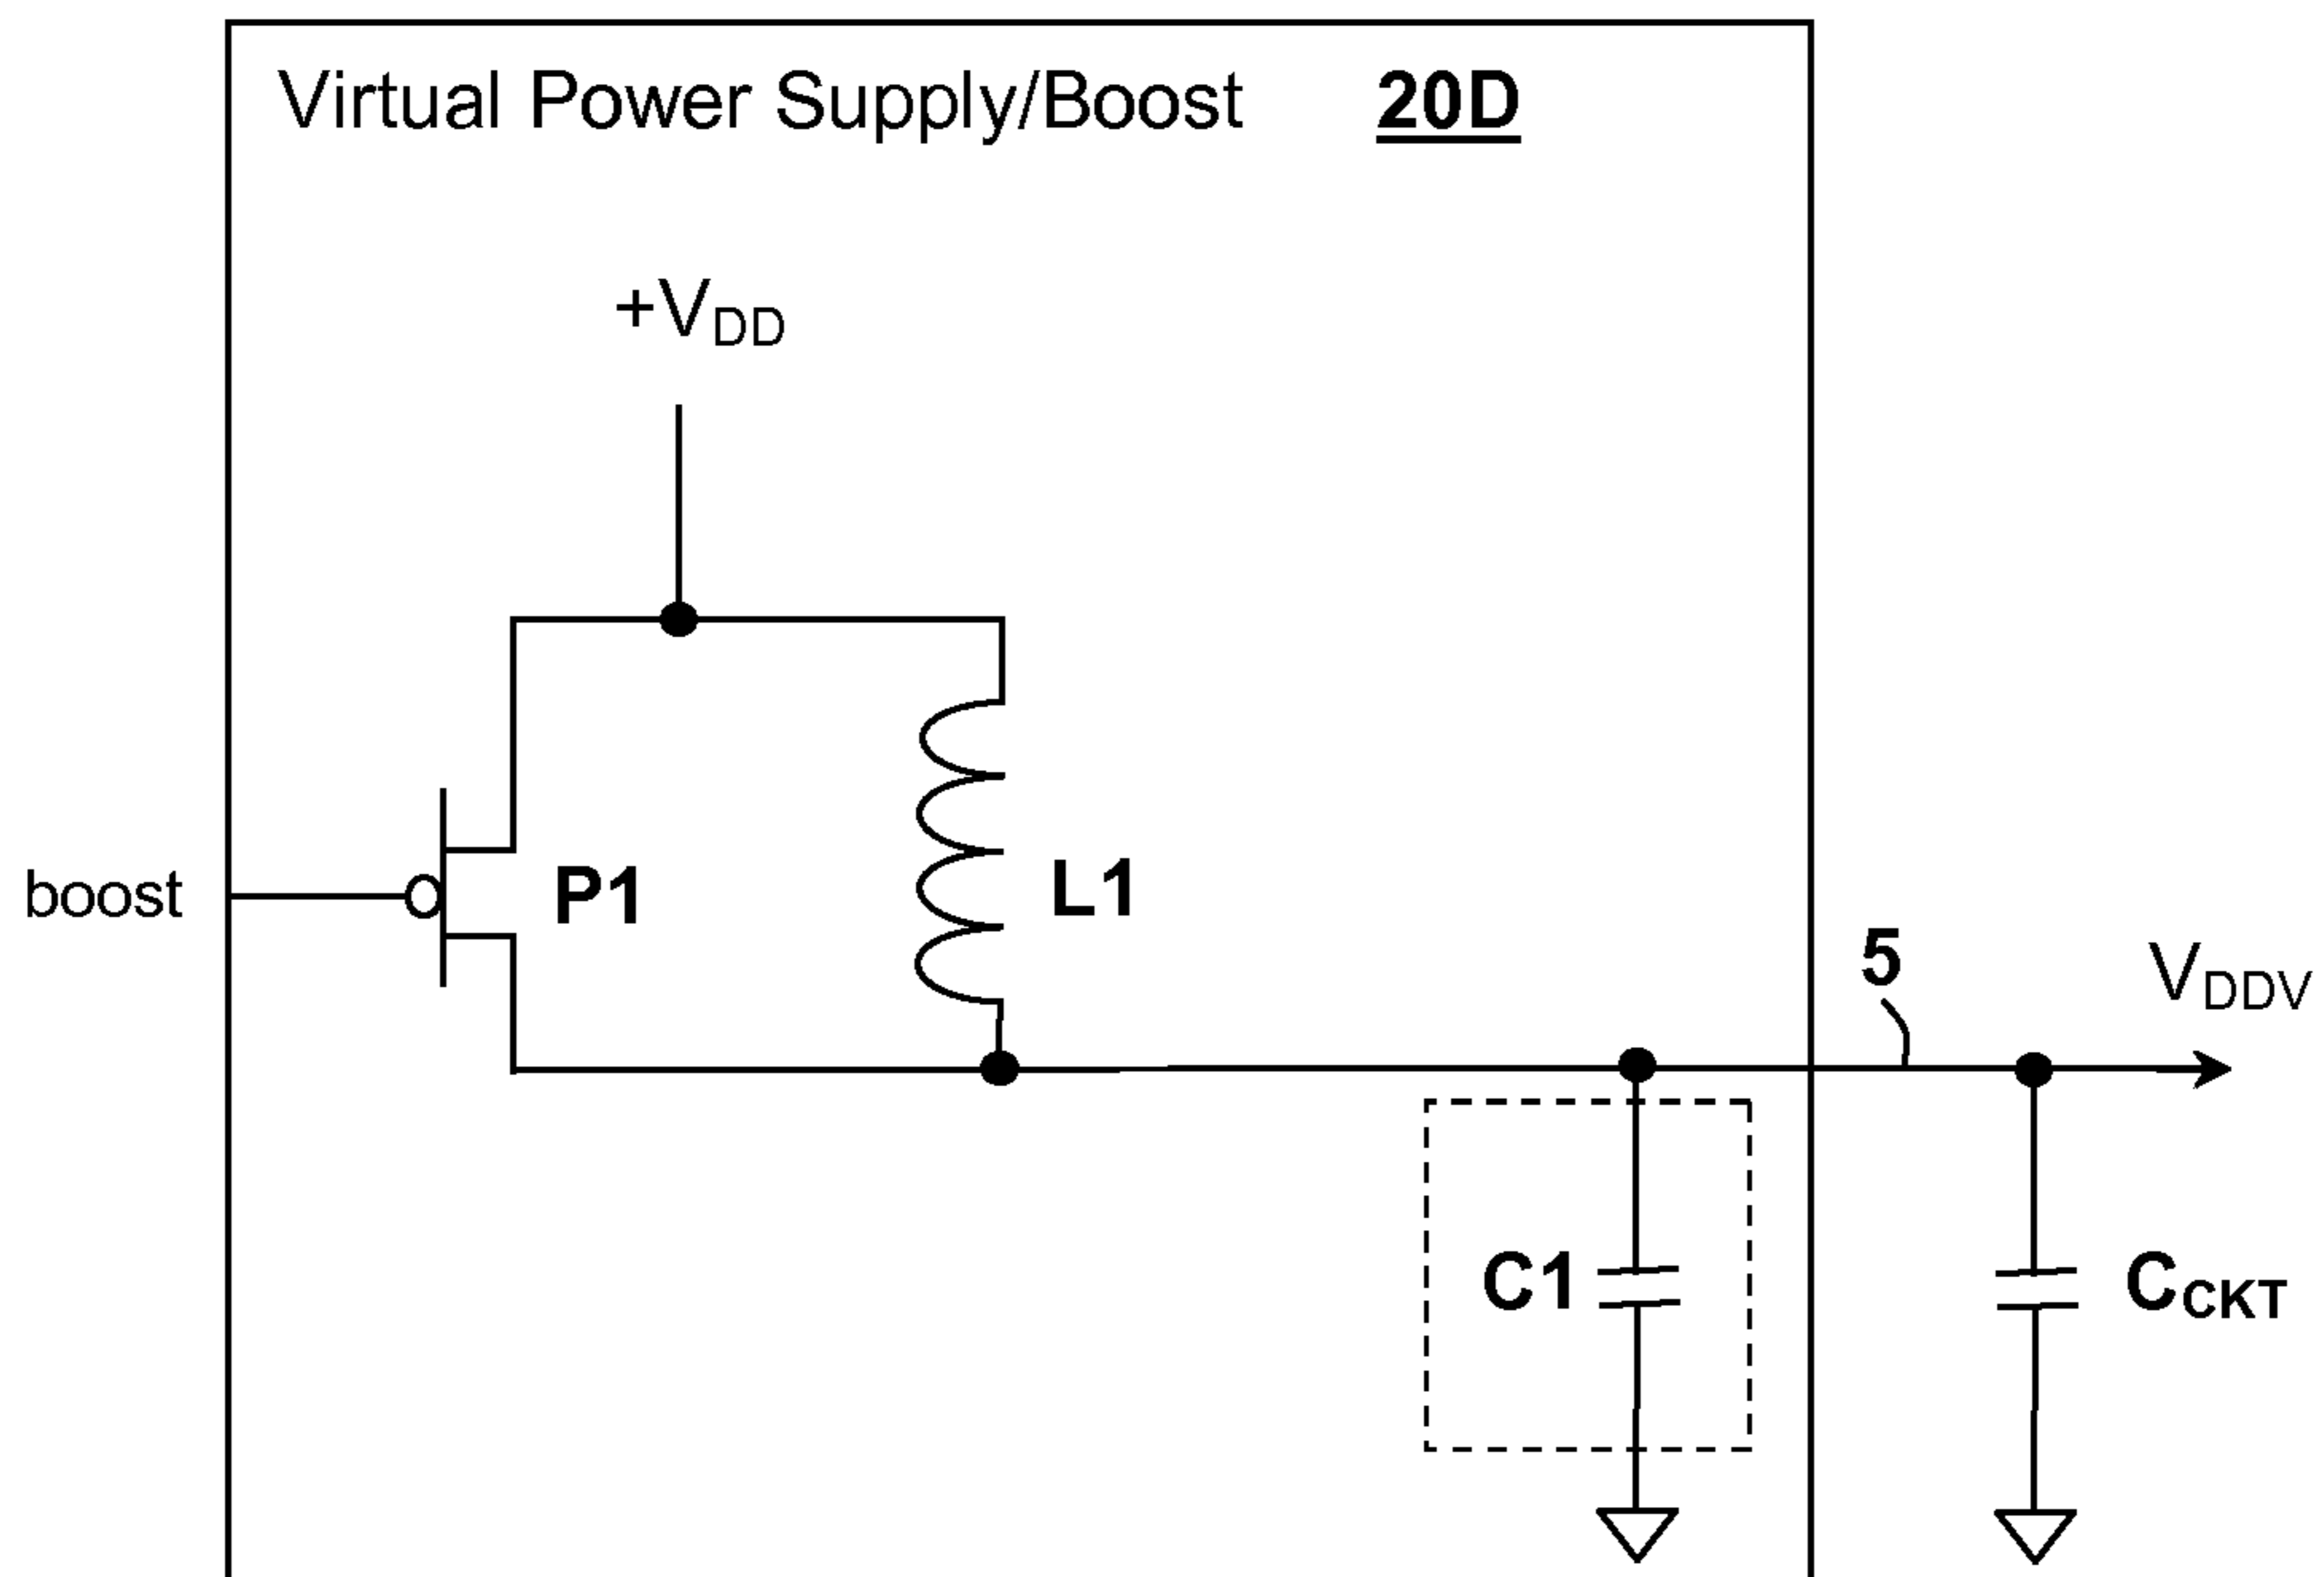 Virtual Power Supply/Boost 20D
+VDD
boost
P1
L1
5
VDDV
C1
CCKT